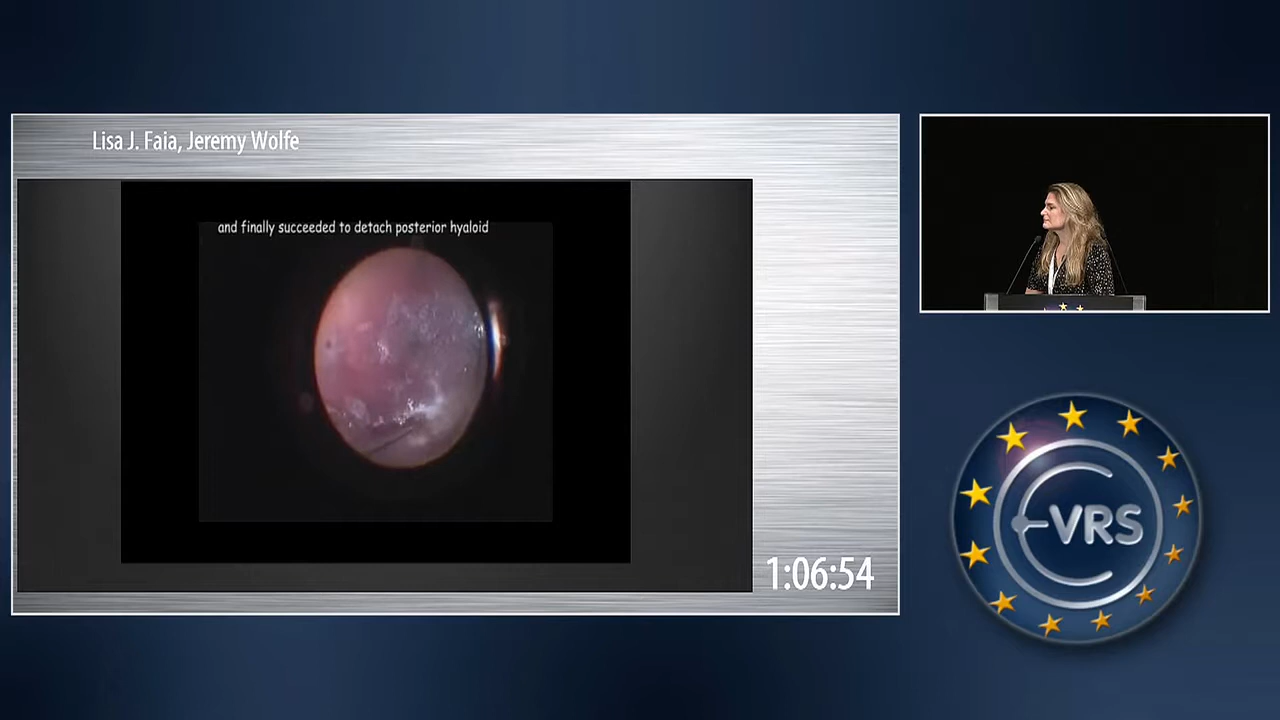 Lisa J. Faia, Jeremy Wolfe
and finally succeeded to detach posterior hyaloid
1:06:54
VRS